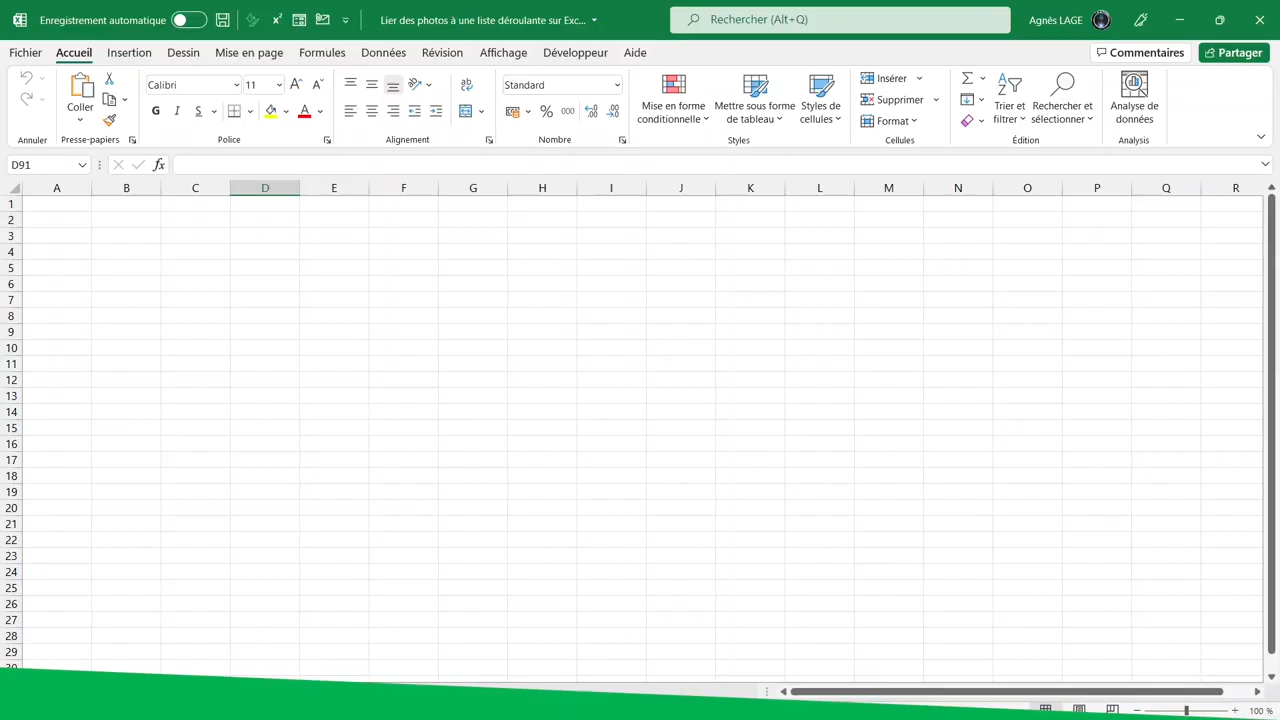 Enregistrement automatique
Lier des photos à une liste déroulante sur Exc...
Rechercher (Alt+Q)
Agnès LAGE
Fichier Accueil Insertion Dessin Mise en page Formules Données Révision Affichage Développeur Aide
Commentaires
Partager
Coller
Calibri
11
G I S
Standard
Mise en forme conditionnelle
Mettre sous forme de tableau
Styles de cellules
Insérer
Supprimer
Format
Trier et filtrer
Rechercher et sélectionner
Analyse de données
Annuler Presse-papiers Police Alignement Nombre Styles Cellules Édition Analysis
D91
fx
A B C D E F G H I J K L M N O P Q R
1
2
3
4
5
6
7
8
9
10
11
12
13
14
15
16
17
18
19
20
21
22
23
24
25
26
27
28
29
30
100 %